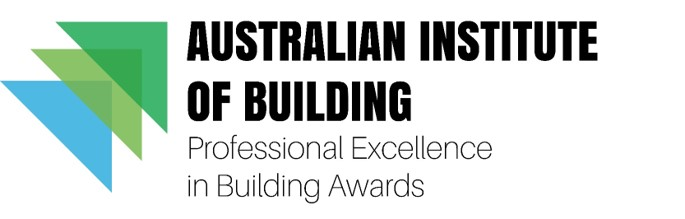 AUSTRALIAN INSTITUTE
OF BUILDING
Professional Excellence
in Building Awards